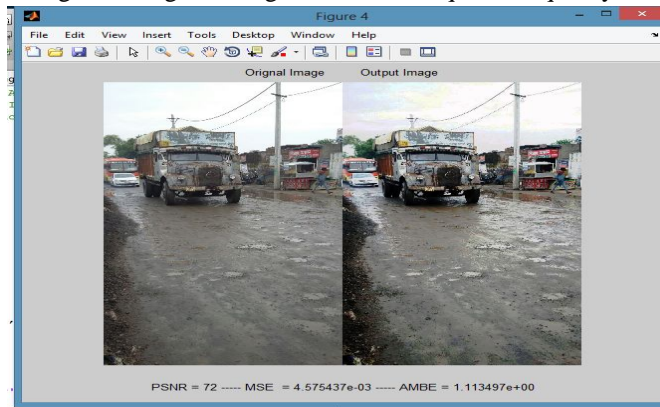 Figure 4
File Edit View Insert Tools Desktop Window Help
Orignal Image Output Image
PSNR = 72 ----- MSE = 4.575437e-03 ----- AMBE = 1.113497e+00